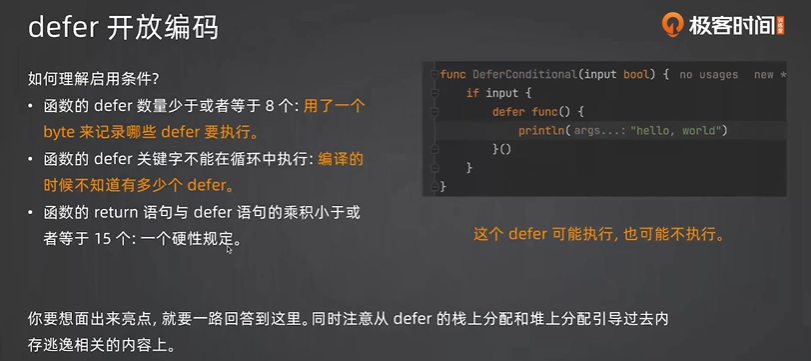 defer 开放编码
极客时间
如何理解启用条件?
• 函数的 defer 数量少于或者等于 8 个: 用了一个
byte 来记录哪些 defer 要执行。
• 函数的 defer 关键字不能在循环中执行: 编译的
时候不知道有多少个 defer。
• 函数的 return 语句与 defer 语句的乘积小于或
者等于 15 个: 一个硬性规定。
func DeferConditional(input bool) { no usages new *
if input {
defer func() {
println( args...: "hello, world")
}()
}
}
这个 defer 可能执行, 也可能不执行。
你要想面出来亮点, 就要一路回答到这里。同时注意从 defer 的栈上分配和堆上分配引导过去内
存逃逸相关的内容上。